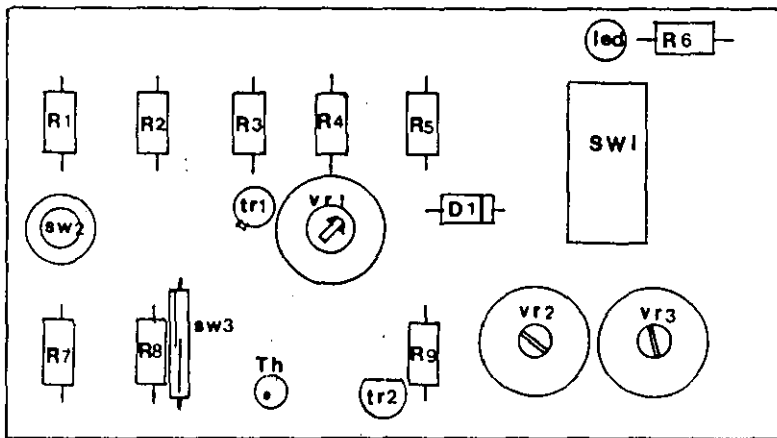 led R6
R1 R2 R3 R4 R5 SW1
sw2 tr1 vr1 D1
R7 R8 sw3 Th tr2 R9 vr2 vr3